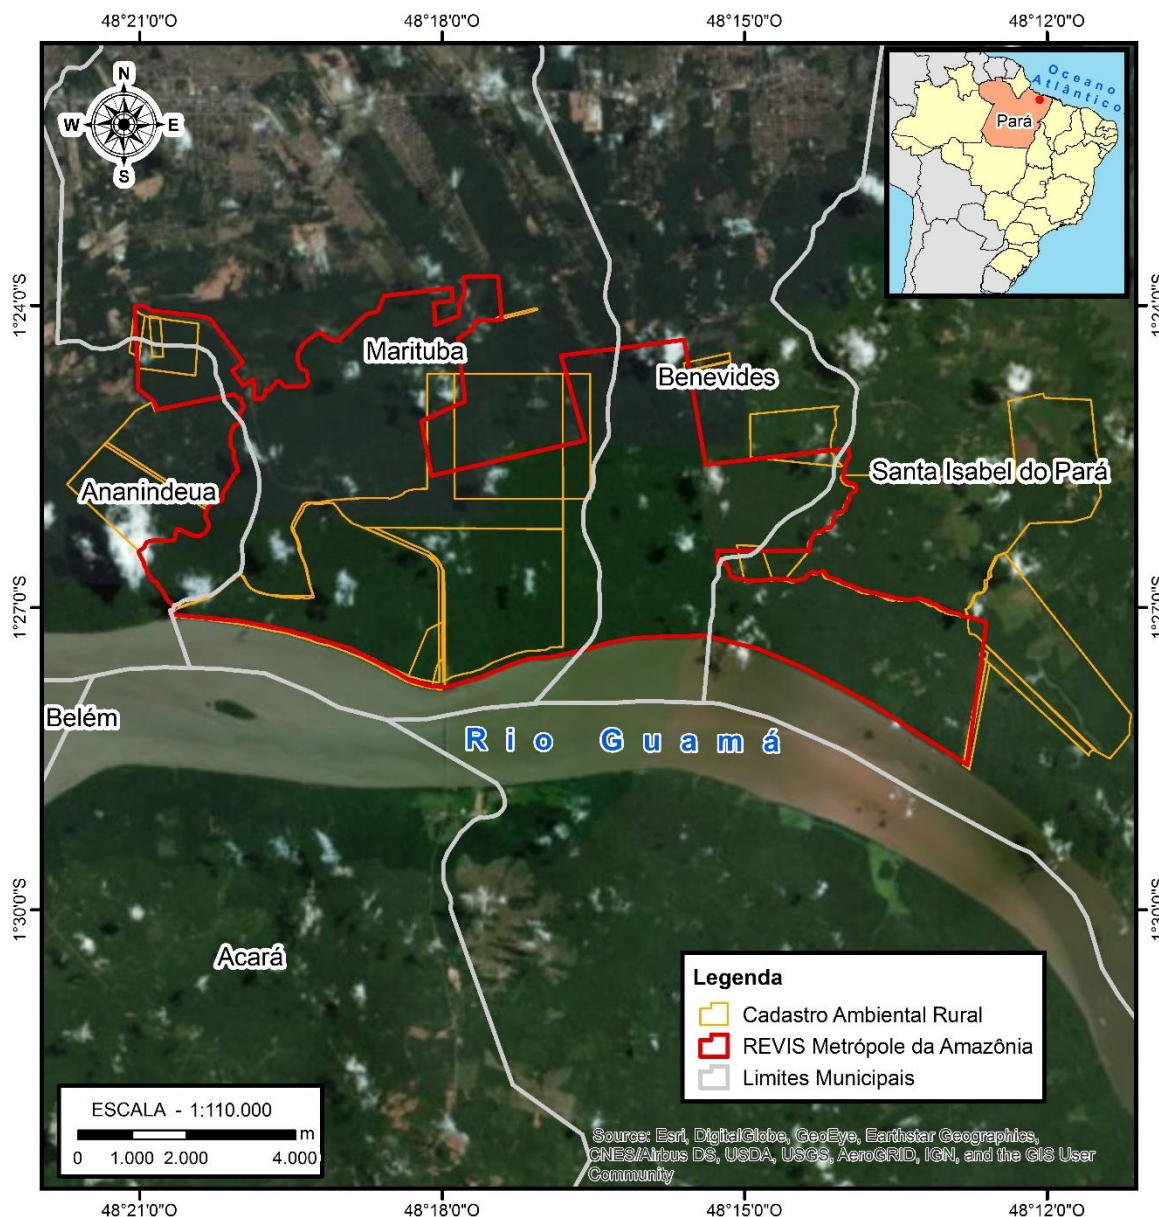 48°21'0"O 48°18'0"O 48°15'0"O 48°12'0"O
N
W E
S
Oceano
Atlântico
Pará
1°24'0"S 1°24'0"S
Marituba
Benevides
Santa Isabel do Pará
Ananindeua
1°27'0"S 1°27'0"S
Belém
Rio Guamá
1°30'0"S 1°30'0"S
Acará
Legenda
Cadastro Ambiental Rural
REVIS Metrópole da Amazônia
Limites Municipais
ESCALA - 1:110.000
m
0 1.000 2.000 4.000
Source: Esri, DigitalGlobe, GeoEye, Earthstar Geographics,
CNES/Airbus DS, USDA, USGS, AeroGRID, IGN, and the GIS User
Community
48°21'0"O 48°18'0"O 48°15'0"O 48°12'0"O